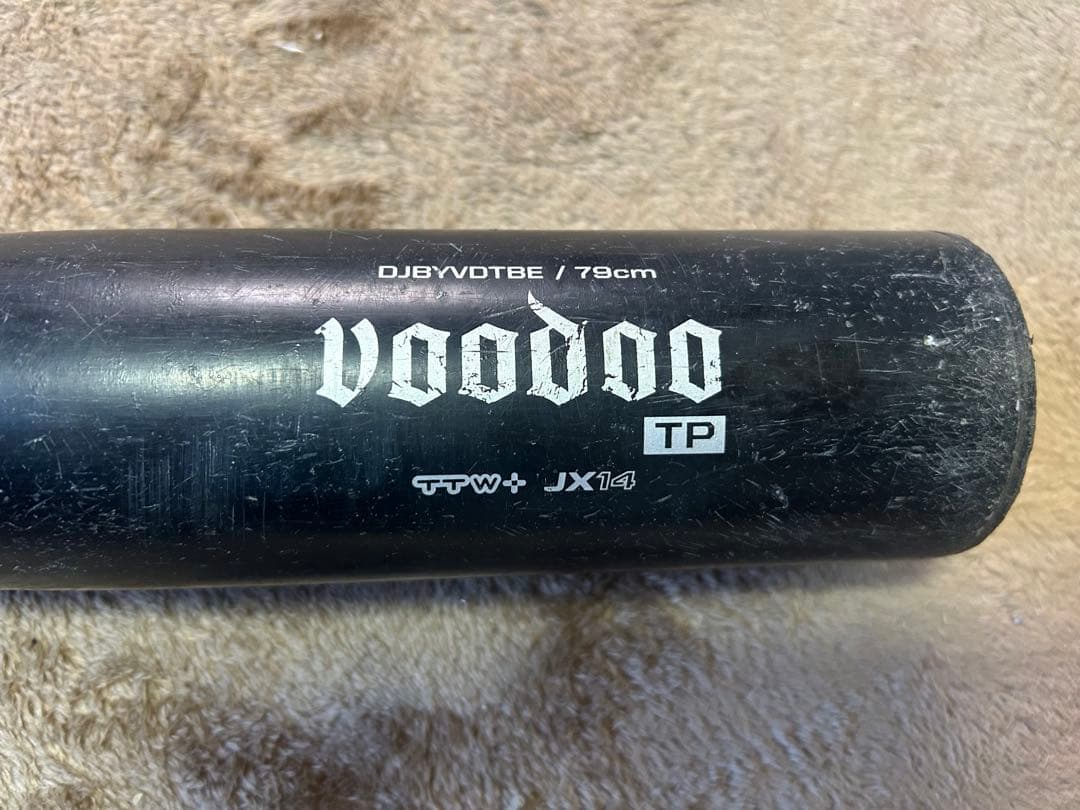 DJBYVDTBE / 79cm
voodoo
TP
TTW+ JX14